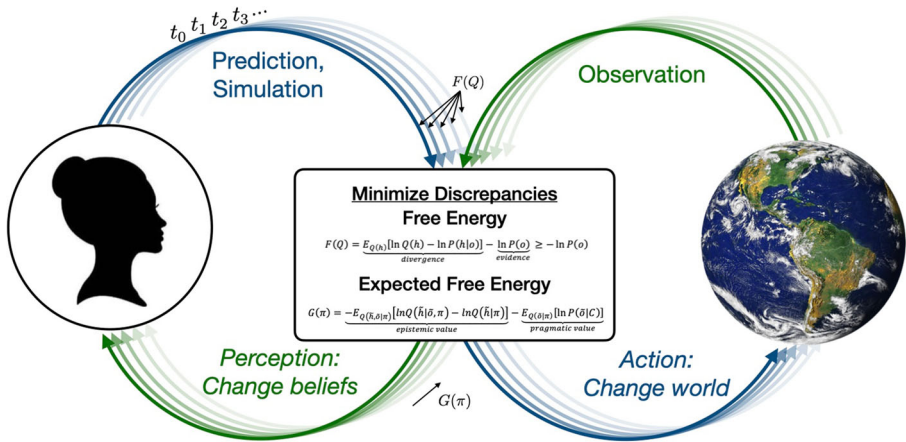 t₀ t₁ t₂ t₃ ...
Prediction,
Simulation
F(Q)
Observation
Minimize Discrepancies
Free Energy
F(Q) = E_{Q(h)}[ln Q(h) − ln P(h|o)] − ln P(o) ≥ −ln P(o)
divergence evidence
Expected Free Energy
G(π) = −E_{Q(h̃,õ|π)}[lnQ(h̃|õ,π) − lnQ(h̃|π)] − E_{Q(õ|π)}[ln P(õ|C)]
epistemic value pragmatic value
Perception:
Change beliefs
G(π)
Action:
Change world